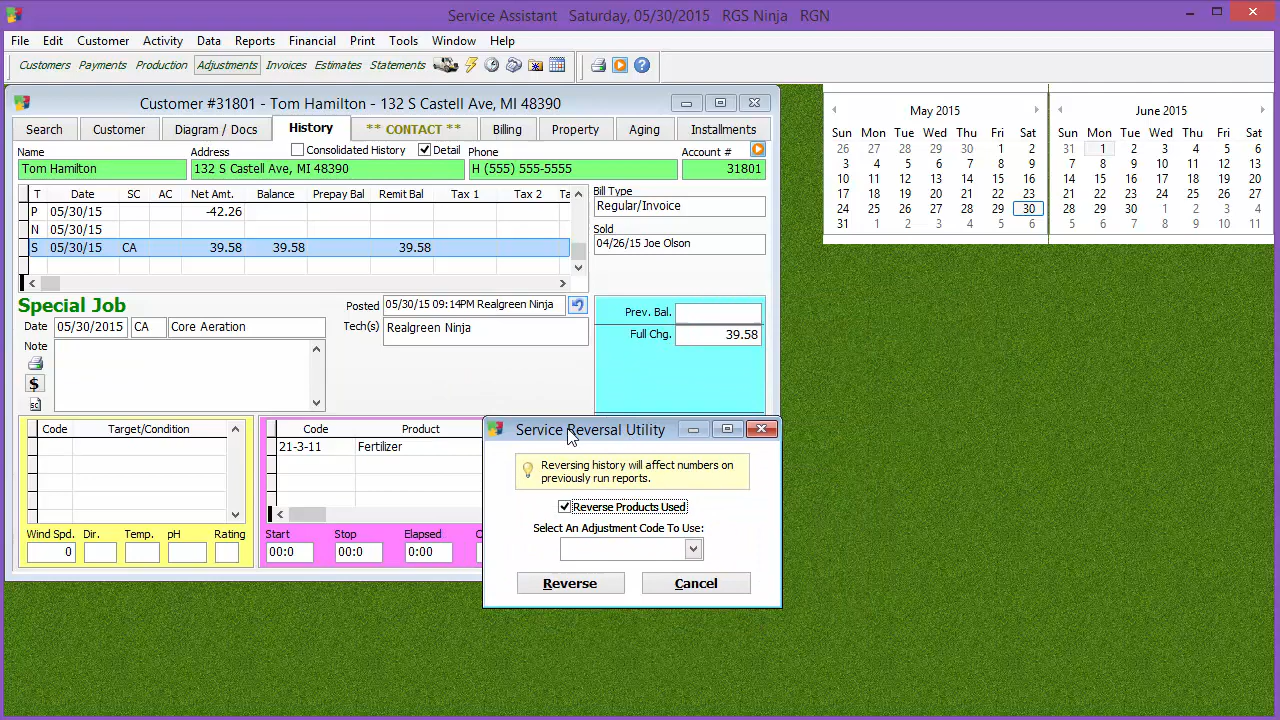 Service Assistant Saturday, 05/30/2015 RGS Ninja RGN
File Edit Customer Activity Data Reports Financial Print Tools Window Help
Customers Payments Production Adjustments Invoices Estimates Statements
Customer #31801 - Tom Hamilton - 132 S Castell Ave, MI 48390
Search Customer Diagram / Docs History ** CONTACT ** Billing Property Aging Installments
Name Address Consolidated History Detail Phone Account #
Tom Hamilton 132 S Castell Ave, MI 48390 H (555) 555-5555 31801
T Date SC AC Net Amt. Balance Prepay Bal Remit Bal Tax 1 Tax 2 Ta
P 05/30/15 -42.26
N 05/30/15
S 05/30/15 CA 39.58 39.58 39.58
Bill Type
Regular/Invoice
Sold
04/26/15 Joe Olson
Special Job
Posted 05/30/15 09:14PM Realgreen Ninja
Date 05/30/2015 CA Core Aeration
Tech(s) Realgreen Ninja
Note
$
sc
Prev. Bal.
Full Chg. 39.58
Code Target/Condition
Wind Spd. Dir. Temp. pH Rating
0
Code Product
21-3-11 Fertilizer
Start Stop Elapsed C
00:0 00:0 0:00
Service Reversal Utility
Reversing history will affect numbers on
previously run reports.
Reverse Products Used
Select An Adjustment Code To Use:
Reverse Cancel
May 2015
Sun Mon Tue Wed Thu Fri Sat
26 27 28 29 30 1 2
3 4 5 6 7 8 9
10 11 12 13 14 15 16
17 18 19 20 21 22 23
24 25 26 27 28 29 30
31 1 2 3 4 5 6
June 2015
Sun Mon Tue Wed Thu Fri Sat
31 1 2 3 4 5 6
7 8 9 10 11 12 13
14 15 16 17 18 19 20
21 22 23 24 25 26 27
28 29 30 1 2 3 4
5 6 7 8 9 10 11